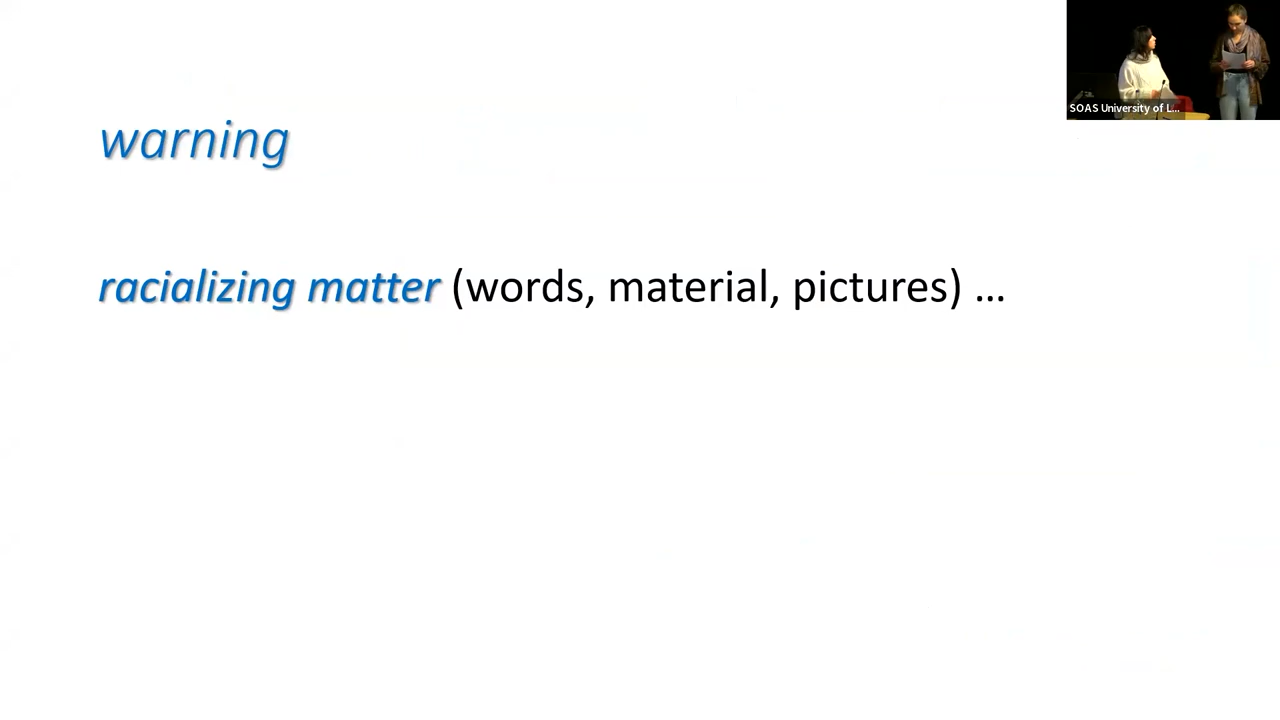 SOAS University of L...
warning
racializing matter (words, material, pictures) ...